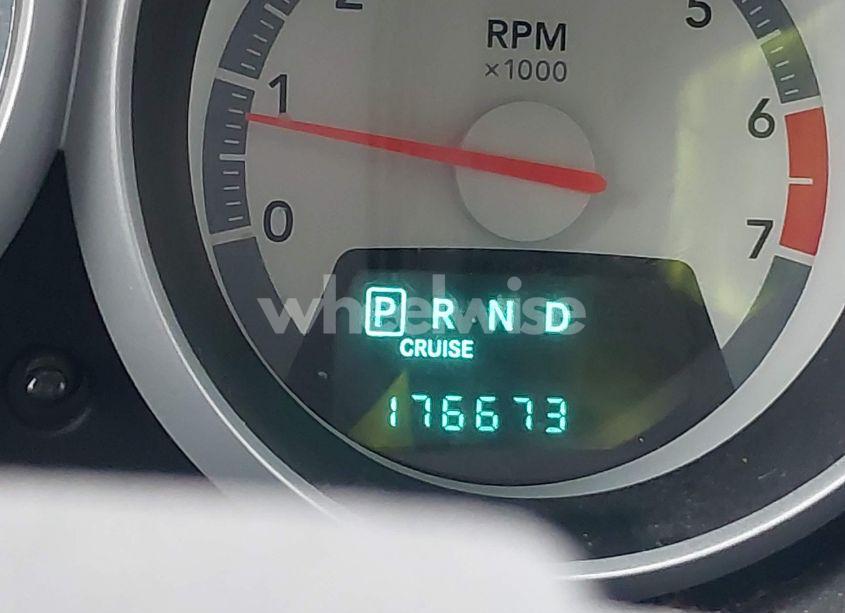 2
5
RPM
×1000
1
6
0
7
wheelwise
P R N D
CRUISE
176673